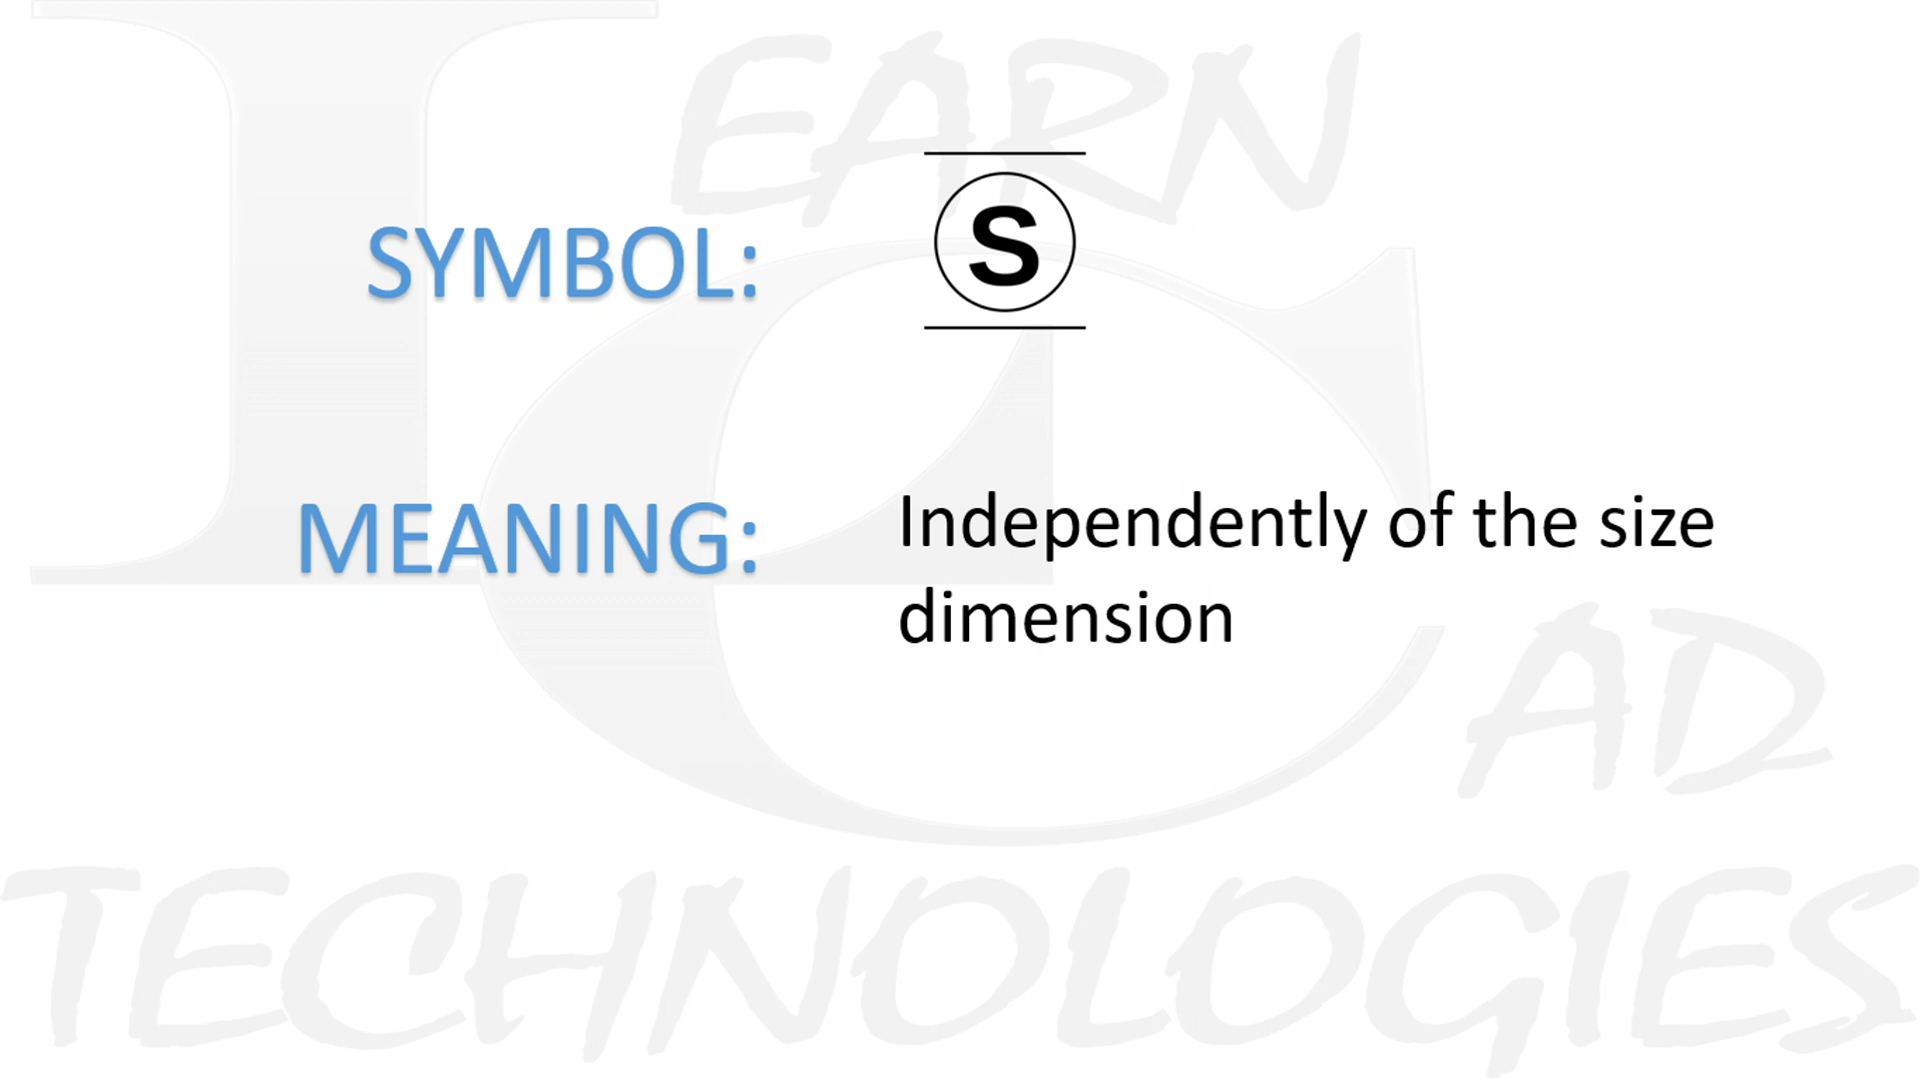 LEARN
SYMBOL: S
MEANING: Independently of the size
dimension
CAD
TECHNOLOGIES